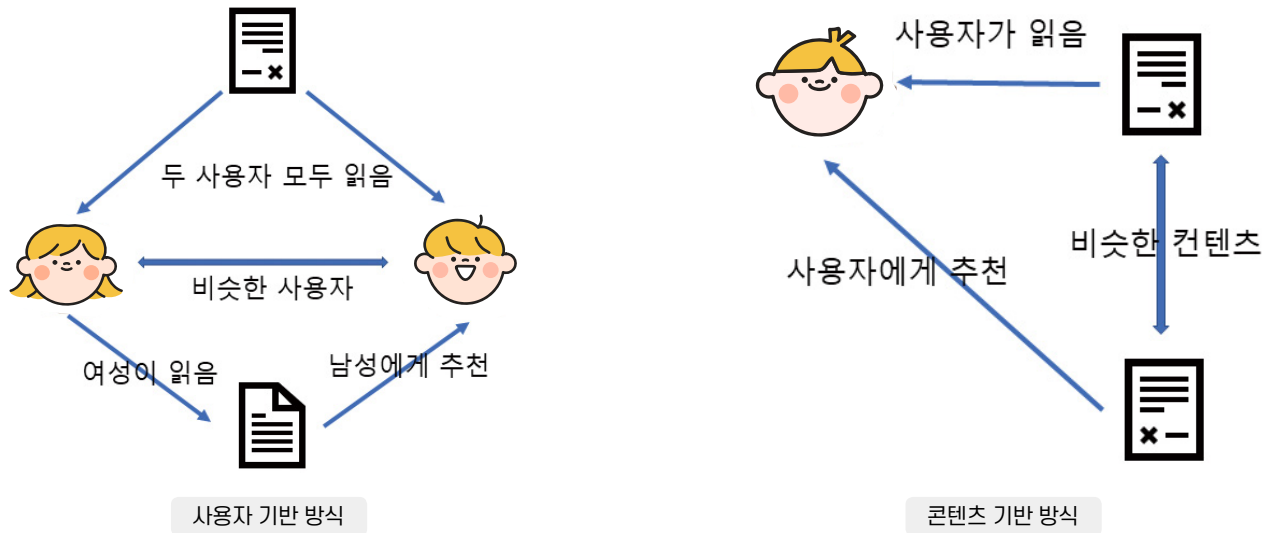 두 사용자 모두 읽음
비슷한 사용자
여성이 읽음
남성에게 추천
사용자 기반 방식
사용자가 읽음
비슷한 컨텐츠
사용자에게 추천
콘텐츠 기반 방식